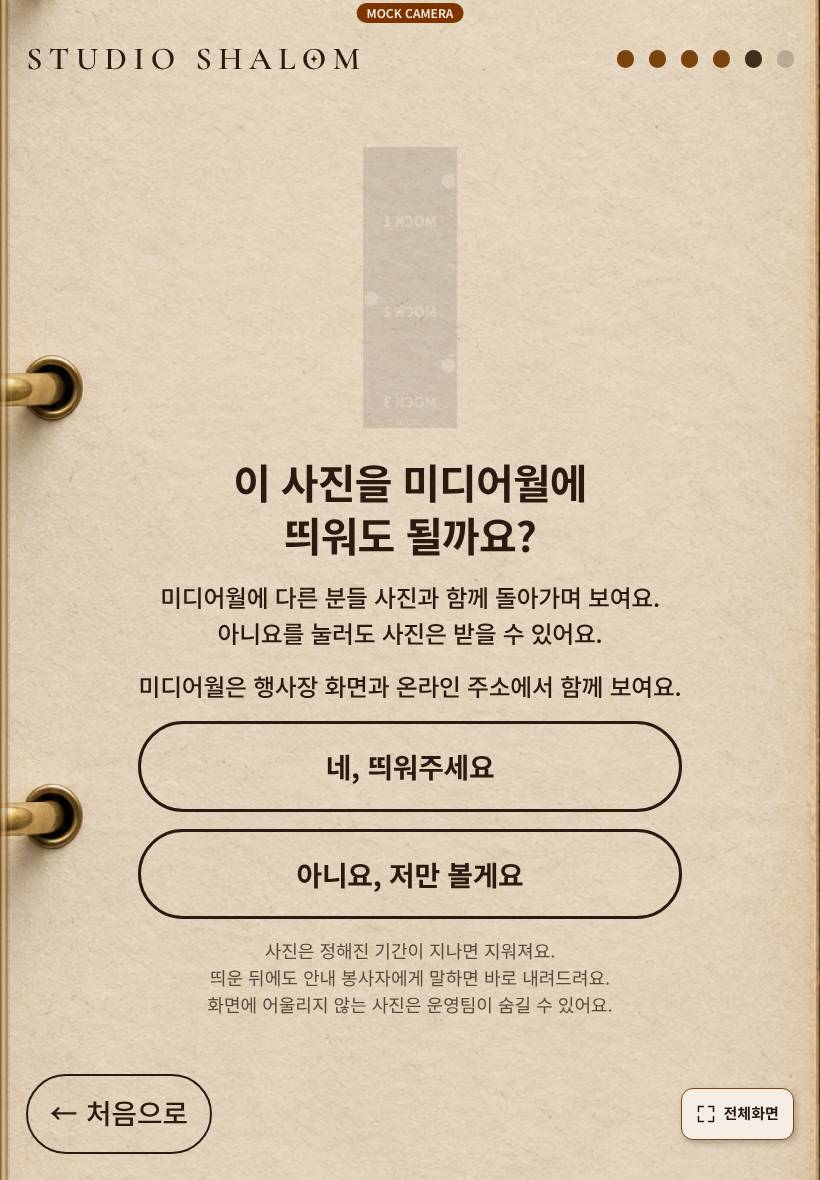 MOCK CAMERA
STUDIO SHALOM
MOCK 1
MOCK 2
MOCK 3
이 사진을 미디어월에
띄워도 될까요?
미디어월에 다른 분들 사진과 함께 돌아가며 보여요.
아니요를 눌러도 사진은 받을 수 있어요.
미디어월은 행사장 화면과 온라인 주소에서 함께 보여요.
네, 띄워주세요
아니요, 저만 볼게요
사진은 정해진 기간이 지나면 지워져요.
띄운 뒤에도 안내 봉사자에게 말하면 바로 내려드려요.
화면에 어울리지 않는 사진은 운영팀이 숨길 수 있어요.
← 처음으로
전체화면